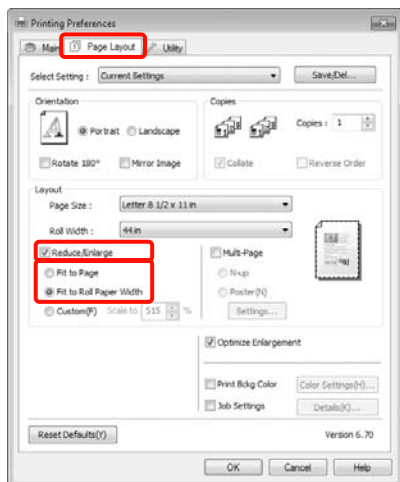 Printing Preferences
Main Page Layout Utility
Select Setting : Current Settings Save/Del...
Orientation Copies
Portrait Landscape Copies : 1
Rotate 180° Mirror Image Collate Reverse Order
Layout
Page Size : Letter 8 1/2 x 11 in
Roll Width : 44 in
Reduce/Enlarge Multi-Page
Fit to Page N-up
Fit to Roll Paper Width Poster(N)
Custom(F) Scale to 515 % Settings...
Optimize Enlargement
Print Bckg Color Color Settings(H)...
Job Settings Details(K)...
Reset Defaults(Y) Version 6.70
OK Cancel Help